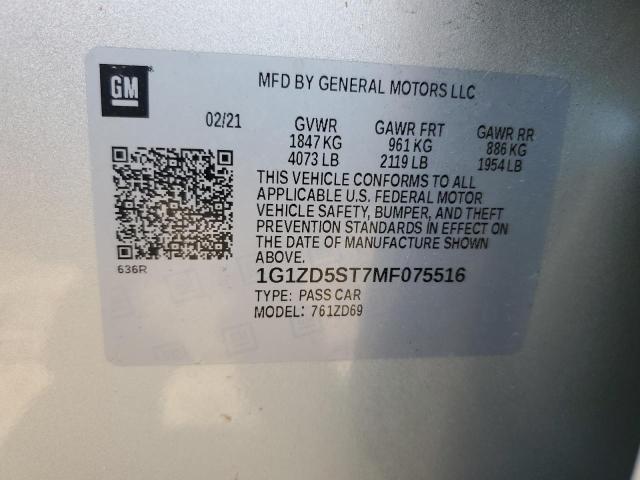 GM
MFD BY GENERAL MOTORS LLC
02/21 GVWR GAWR FRT GAWR RR
1847 KG 961 KG 886 KG
4073 LB 2119 LB 1954 LB
THIS VEHICLE CONFORMS TO ALL
APPLICABLE U.S. FEDERAL MOTOR
VEHICLE SAFETY, BUMPER, AND THEFT
PREVENTION STANDARDS IN EFFECT ON
THE DATE OF MANUFACTURE SHOWN
ABOVE.
636R
1G1ZD5ST7MF075516
TYPE: PASS CAR
MODEL: 761ZD69